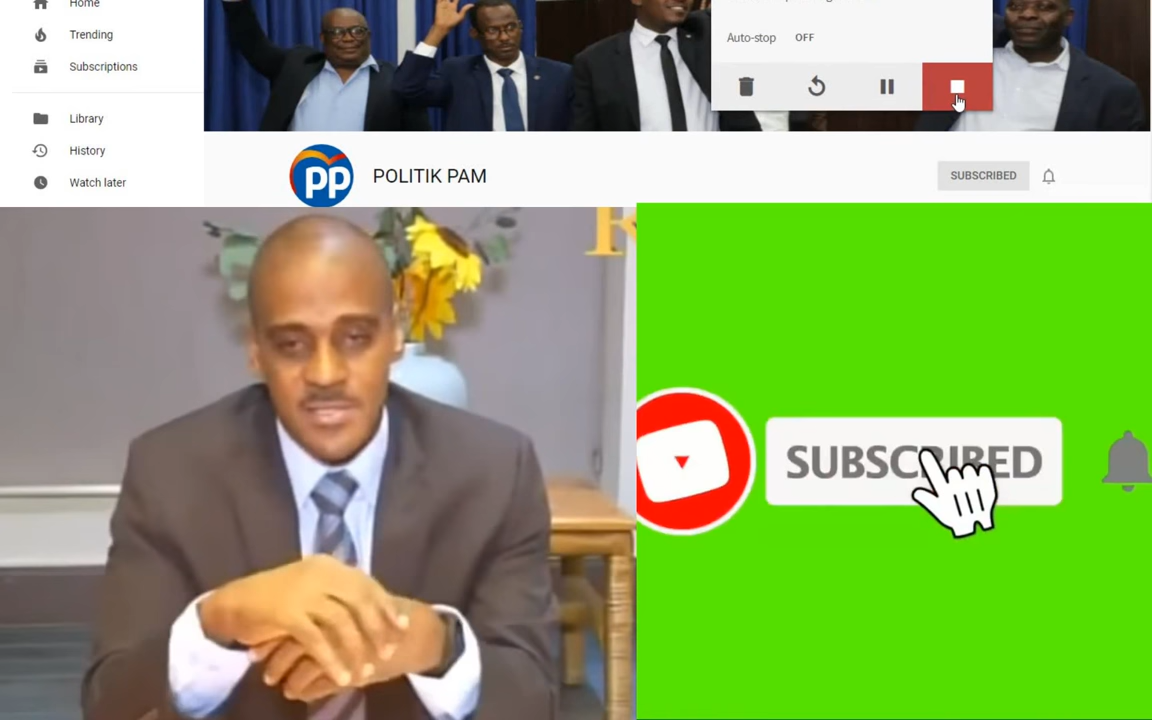 Home
Trending
Subscriptions
Library
History
Watch later
Auto-stop OFF
pp POLITIK PAM
SUBSCRIBED
SUBSCRIBED